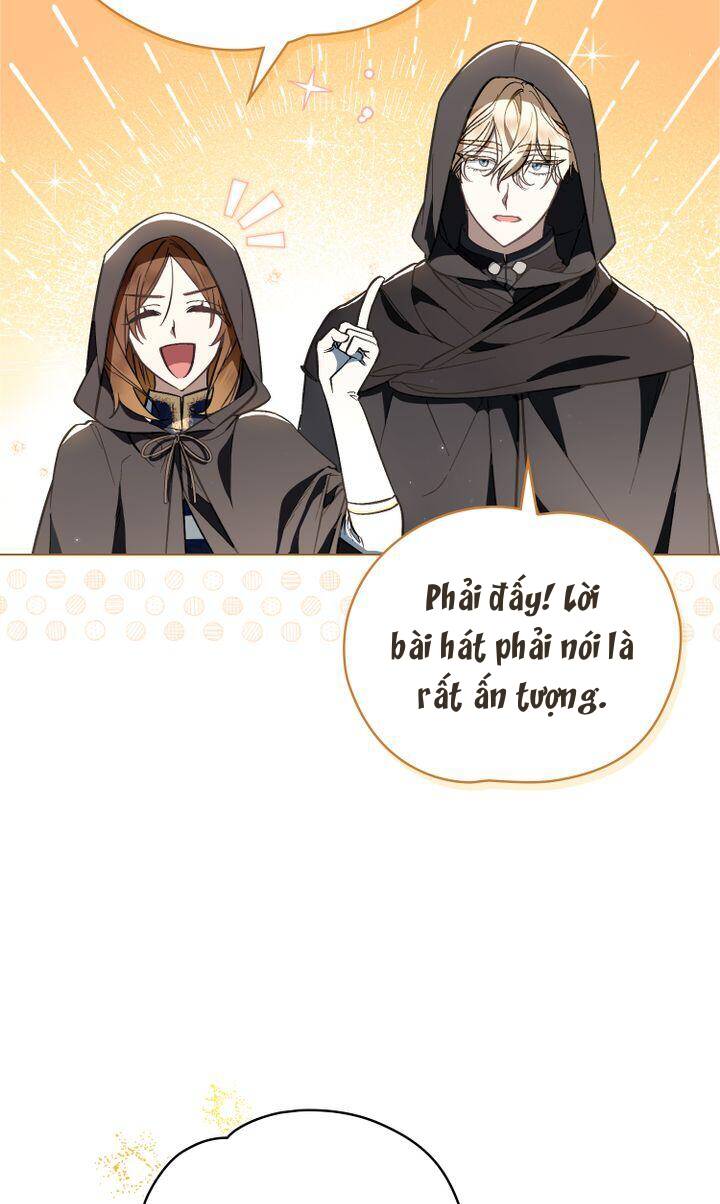 Phải đấy! Lời
bài hát phải nói là
rất ấn tượng.